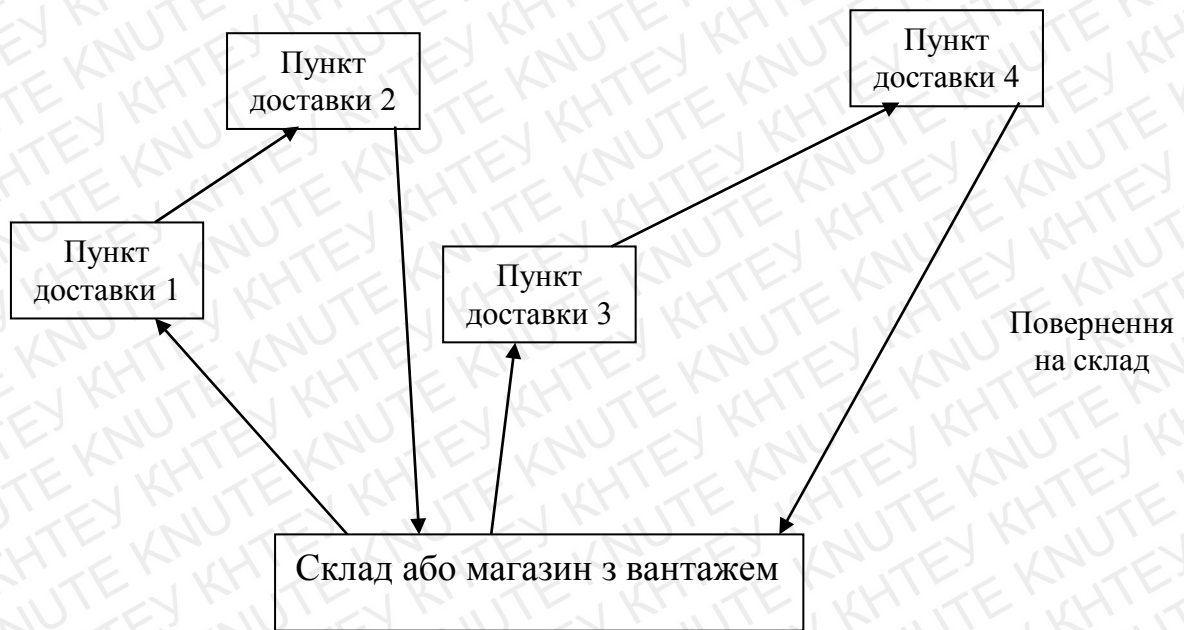 Пункт
доставки 2
Пункт
доставки 4
Пункт
доставки 1
Пункт
доставки 3
Повернення
на склад
Склад або магазин з вантажем